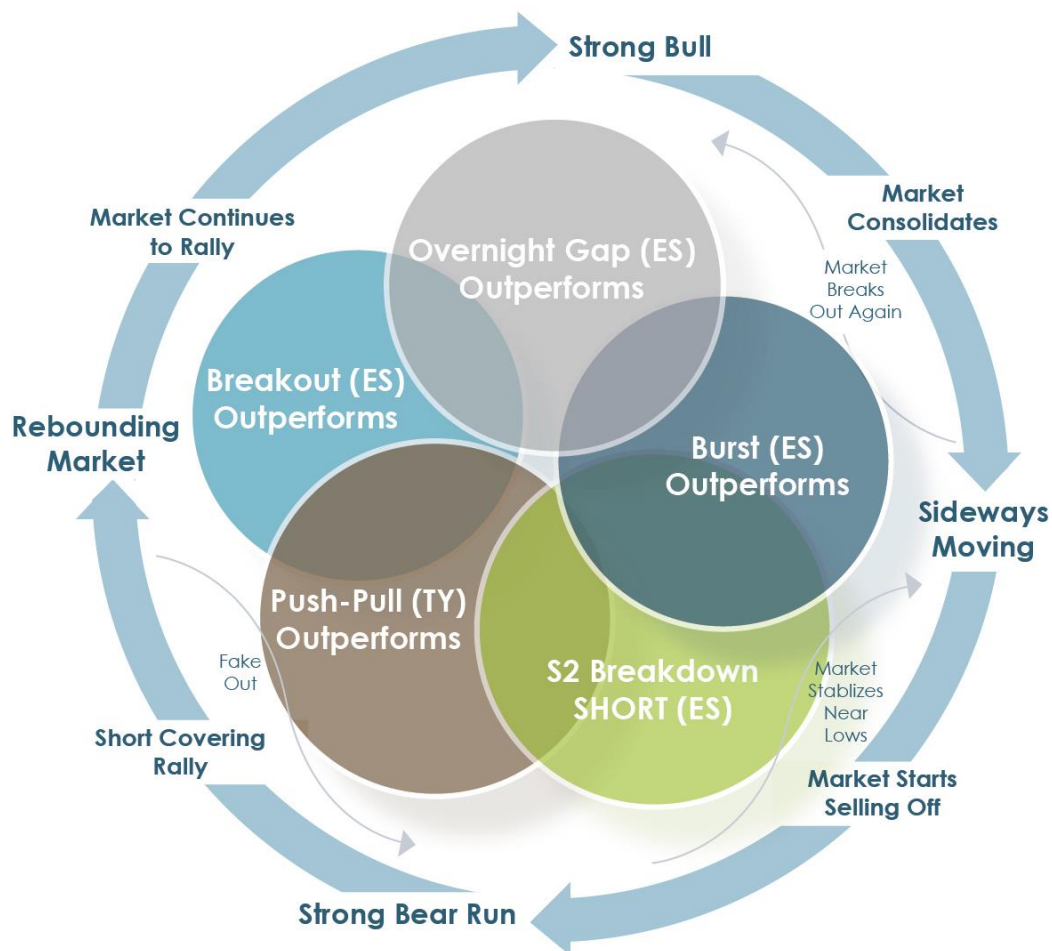 Strong Bull
Market
Consolidates
Market
Breaks
Out Again
Market Continues
to Rally
Overnight Gap (ES)
Outperforms
Breakout (ES)
Outperforms
Burst (ES)
Outperforms
Rebounding
Market
Sideways
Moving
Push-Pull (TY)
Outperforms
S2 Breakdown
SHORT (ES)
Fake
Out
Market
Stablizes
Near
Lows
Short Covering
Rally
Market Starts
Selling Off
Strong Bear Run